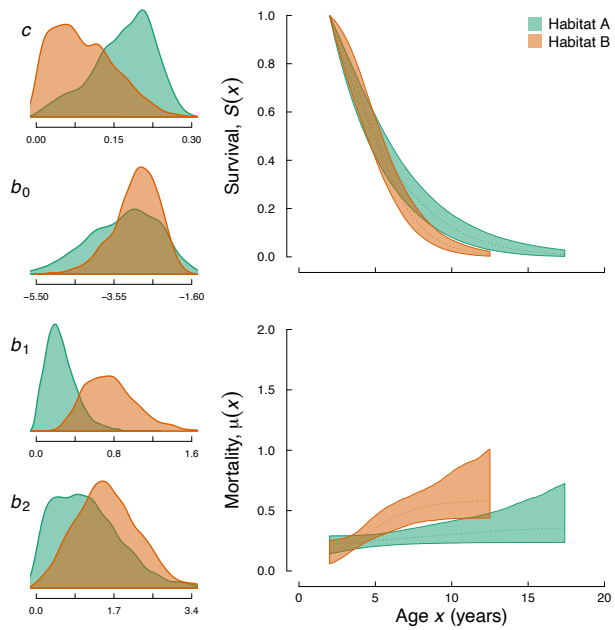 c
0.00 0.15 0.30
b0
−5.50 −3.55 −1.60
b1
0.0 0.8 1.6
b2
0.0 1.7 3.4
Survival, S(x)
1.0
0.8
0.6
0.4
0.2
0.0
Habitat A
Habitat B
Mortality, μ(x)
2.0
1.5
1.0
0.5
0.0
0 5 10 15 20
Age x (years)